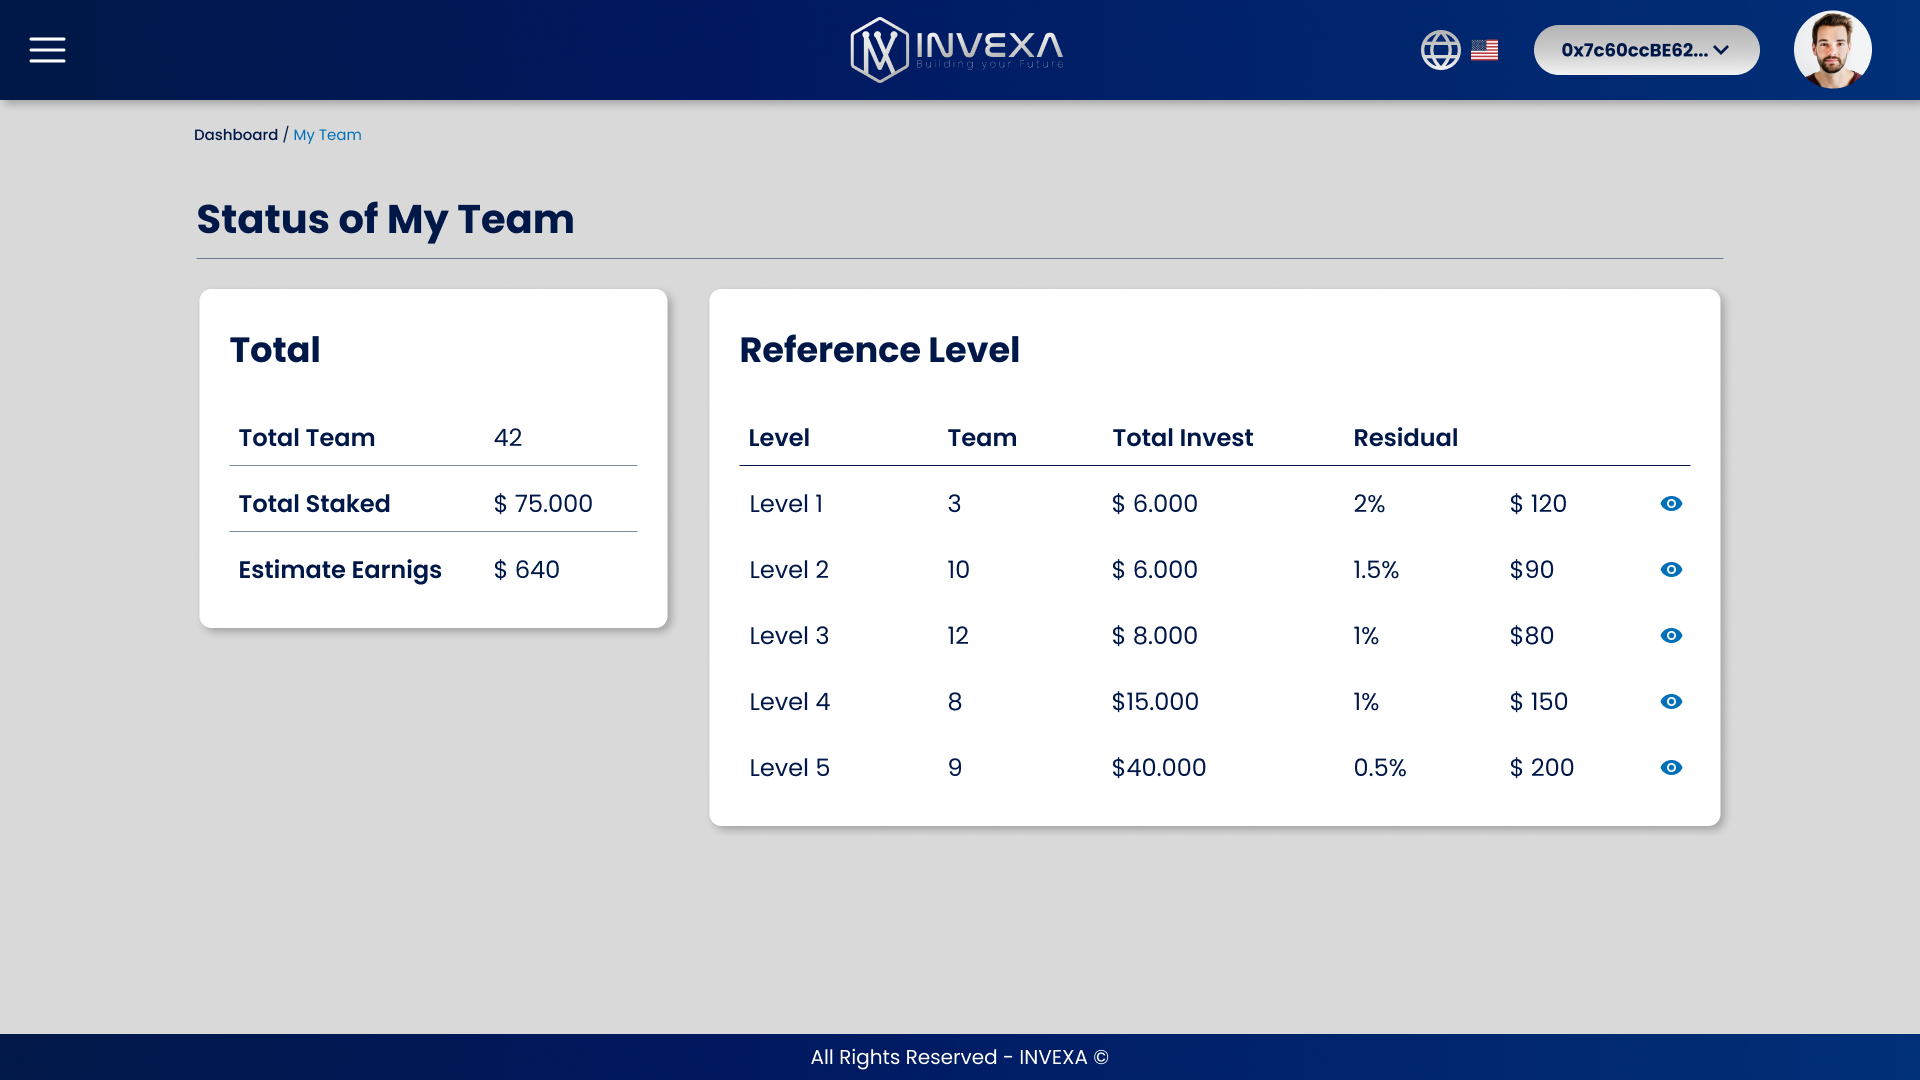 INVEXA
Building your Future
0x7c60ccBE62...
Dashboard / My Team
Status of My Team
Total
Total Team 42
Total Staked $ 75.000
Estimate Earnigs $ 640
Reference Level
Level Team Total Invest Residual
Level 1 3 $ 6.000 2% $ 120
Level 2 10 $ 6.000 1.5% $90
Level 3 12 $ 8.000 1% $80
Level 4 8 $15.000 1% $ 150
Level 5 9 $40.000 0.5% $ 200
All Rights Reserved - INVEXA ©